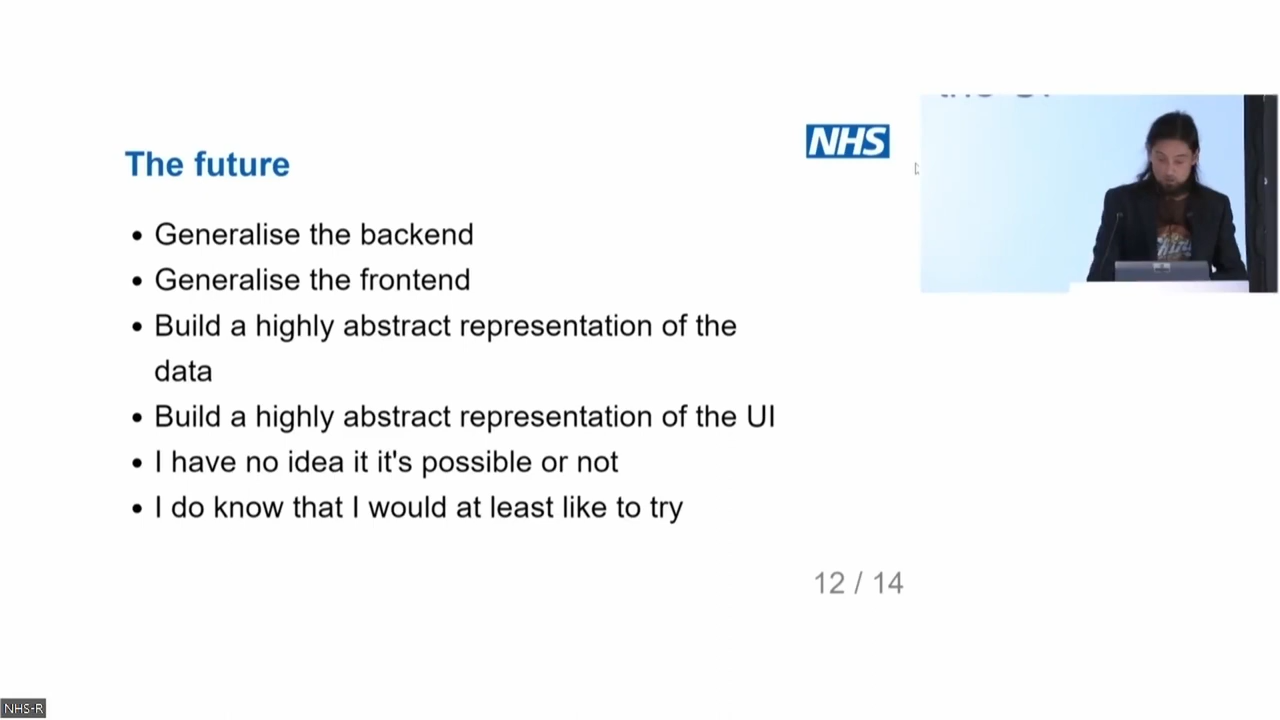 The future
NHS
• Generalise the backend
• Generalise the frontend
• Build a highly abstract representation of the
data
• Build a highly abstract representation of the UI
• I have no idea it it's possible or not
• I do know that I would at least like to try
12 / 14
NHS-R